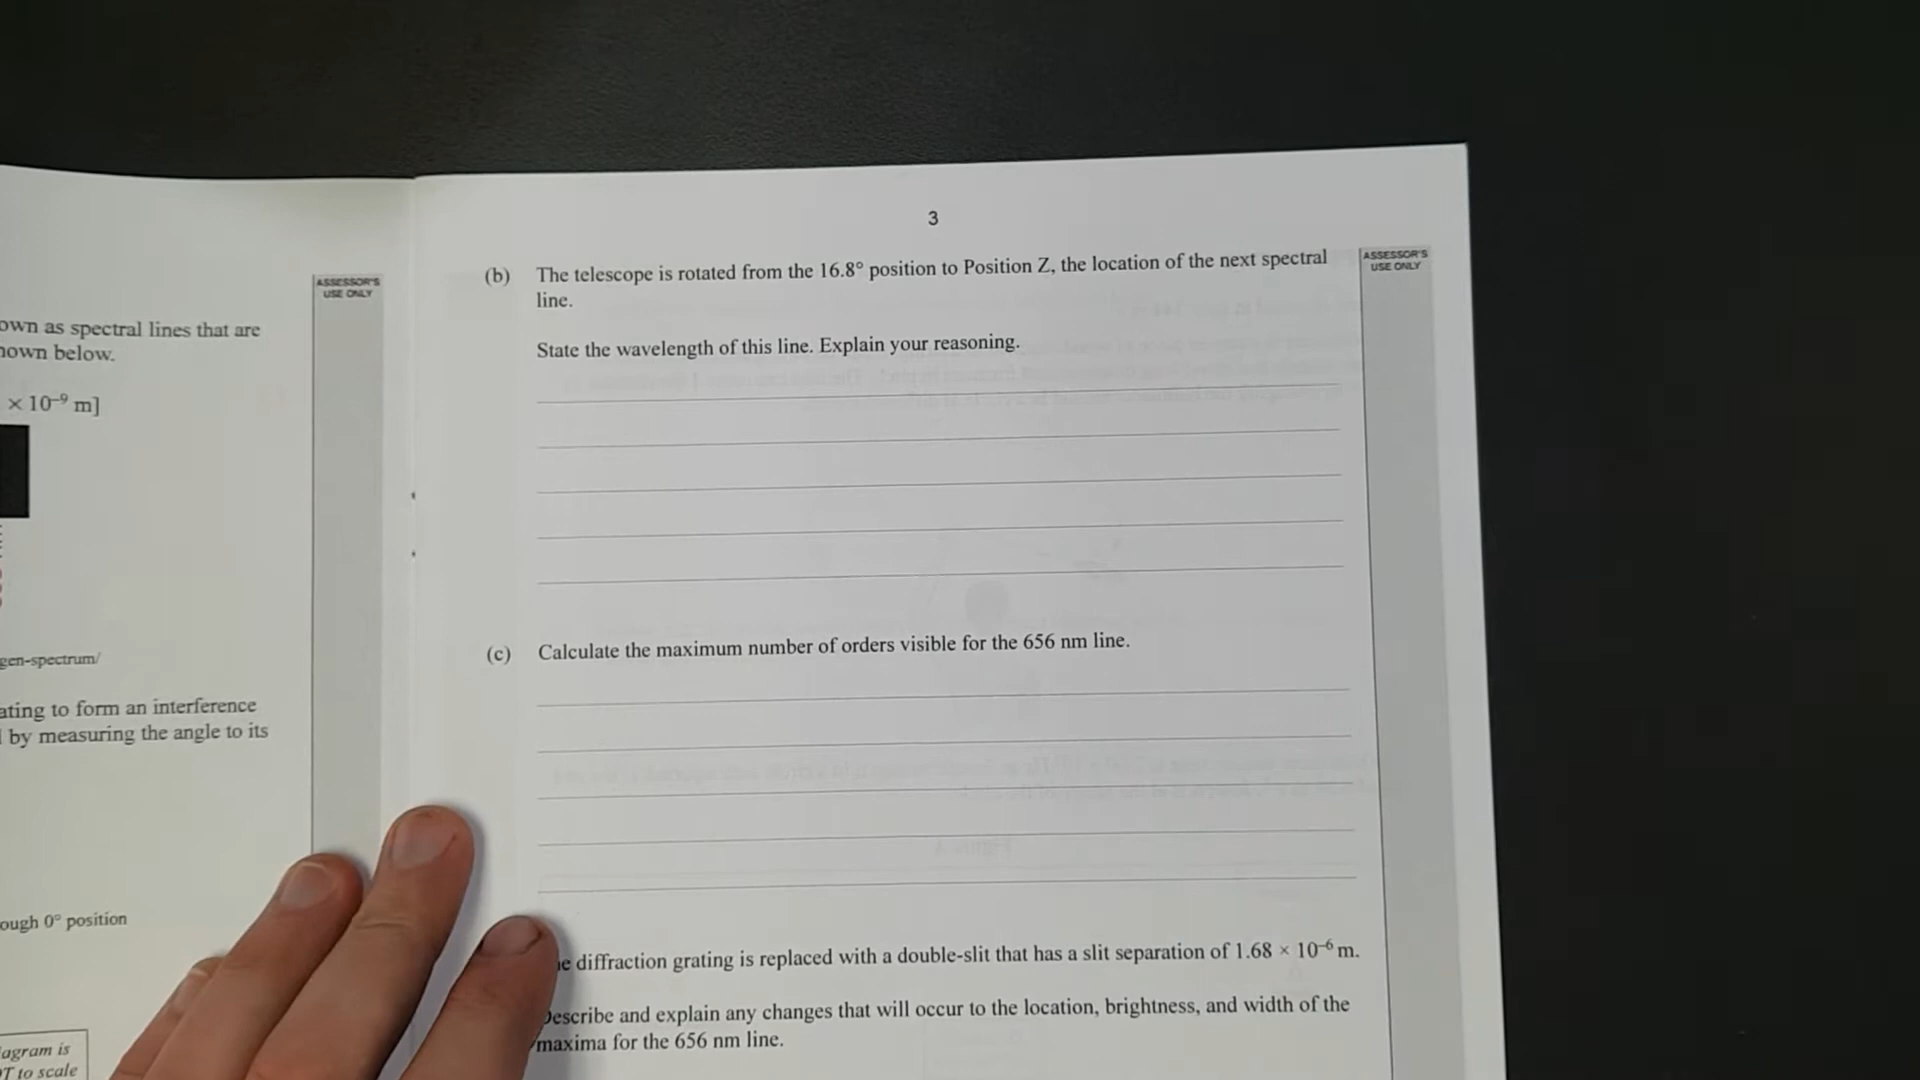 ASSESSOR'S
USE ONLY
own as spectral lines that are
nown below.
× 10⁻⁹ m]
gen-spectrum/
ating to form an interference
by measuring the angle to its
ough 0° position
agram is
T to scale
3
ASSESSOR'S
USE ONLY
(b) The telescope is rotated from the 16.8° position to Position Z, the location of the next spectral
line.
State the wavelength of this line. Explain your reasoning.
(c) Calculate the maximum number of orders visible for the 656 nm line.
e diffraction grating is replaced with a double-slit that has a slit separation of 1.68 × 10⁻⁶ m.
Describe and explain any changes that will occur to the location, brightness, and width of the
maxima for the 656 nm line.